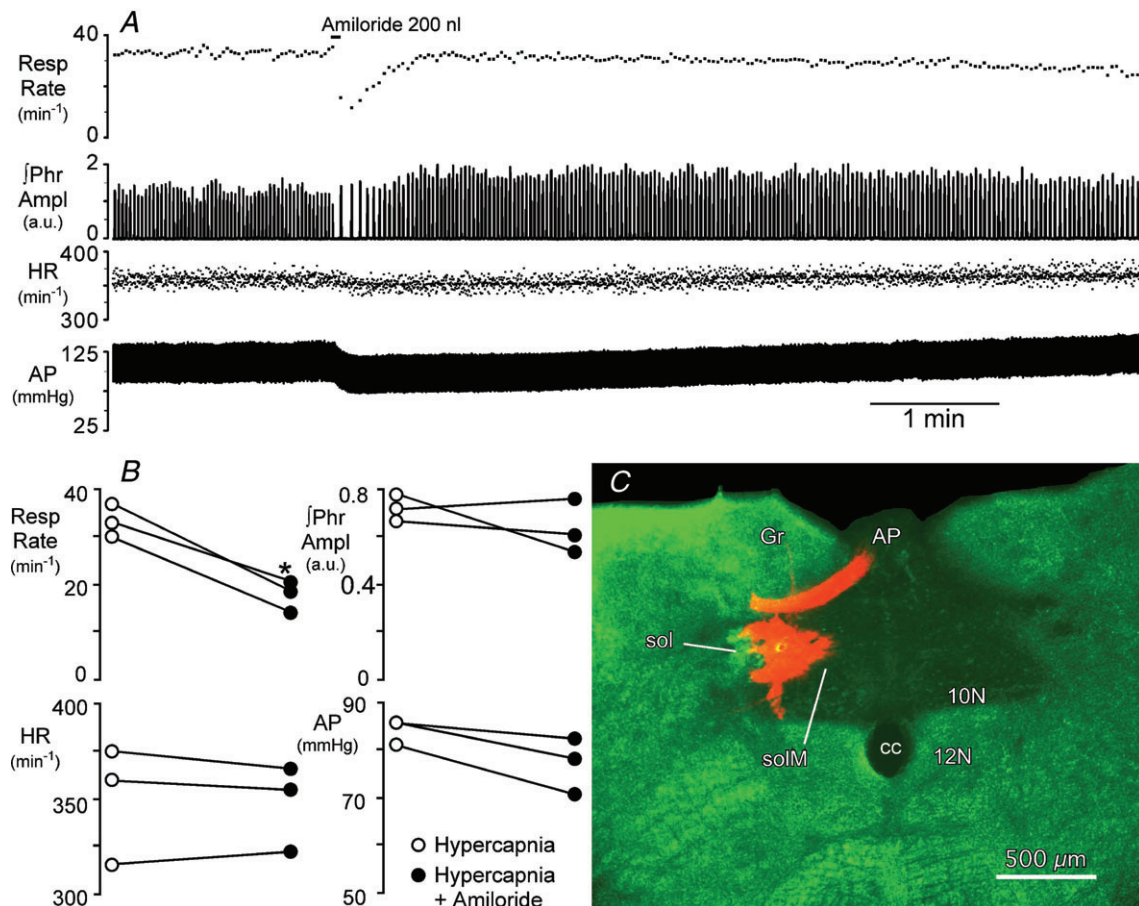 A
Amiloride 200 nl
40
Resp
Rate
20
(min⁻¹)
0
2
∫Phr
Ampl
1
(a.u.)
0
400
HR
(min⁻¹)
300
125
AP
(mmHg)
25
1 min
B
40
Resp
Rate
(min⁻¹)
20
*
0
0.8
∫Phr
Ampl
(a.u.)
0.4
0
400
HR
(min⁻¹)
350
300
90
AP
(mmHg)
70
50
Hypercapnia
Hypercapnia
+ Amiloride
C
Gr
AP
sol
solM
10N
cc
12N
500 µm